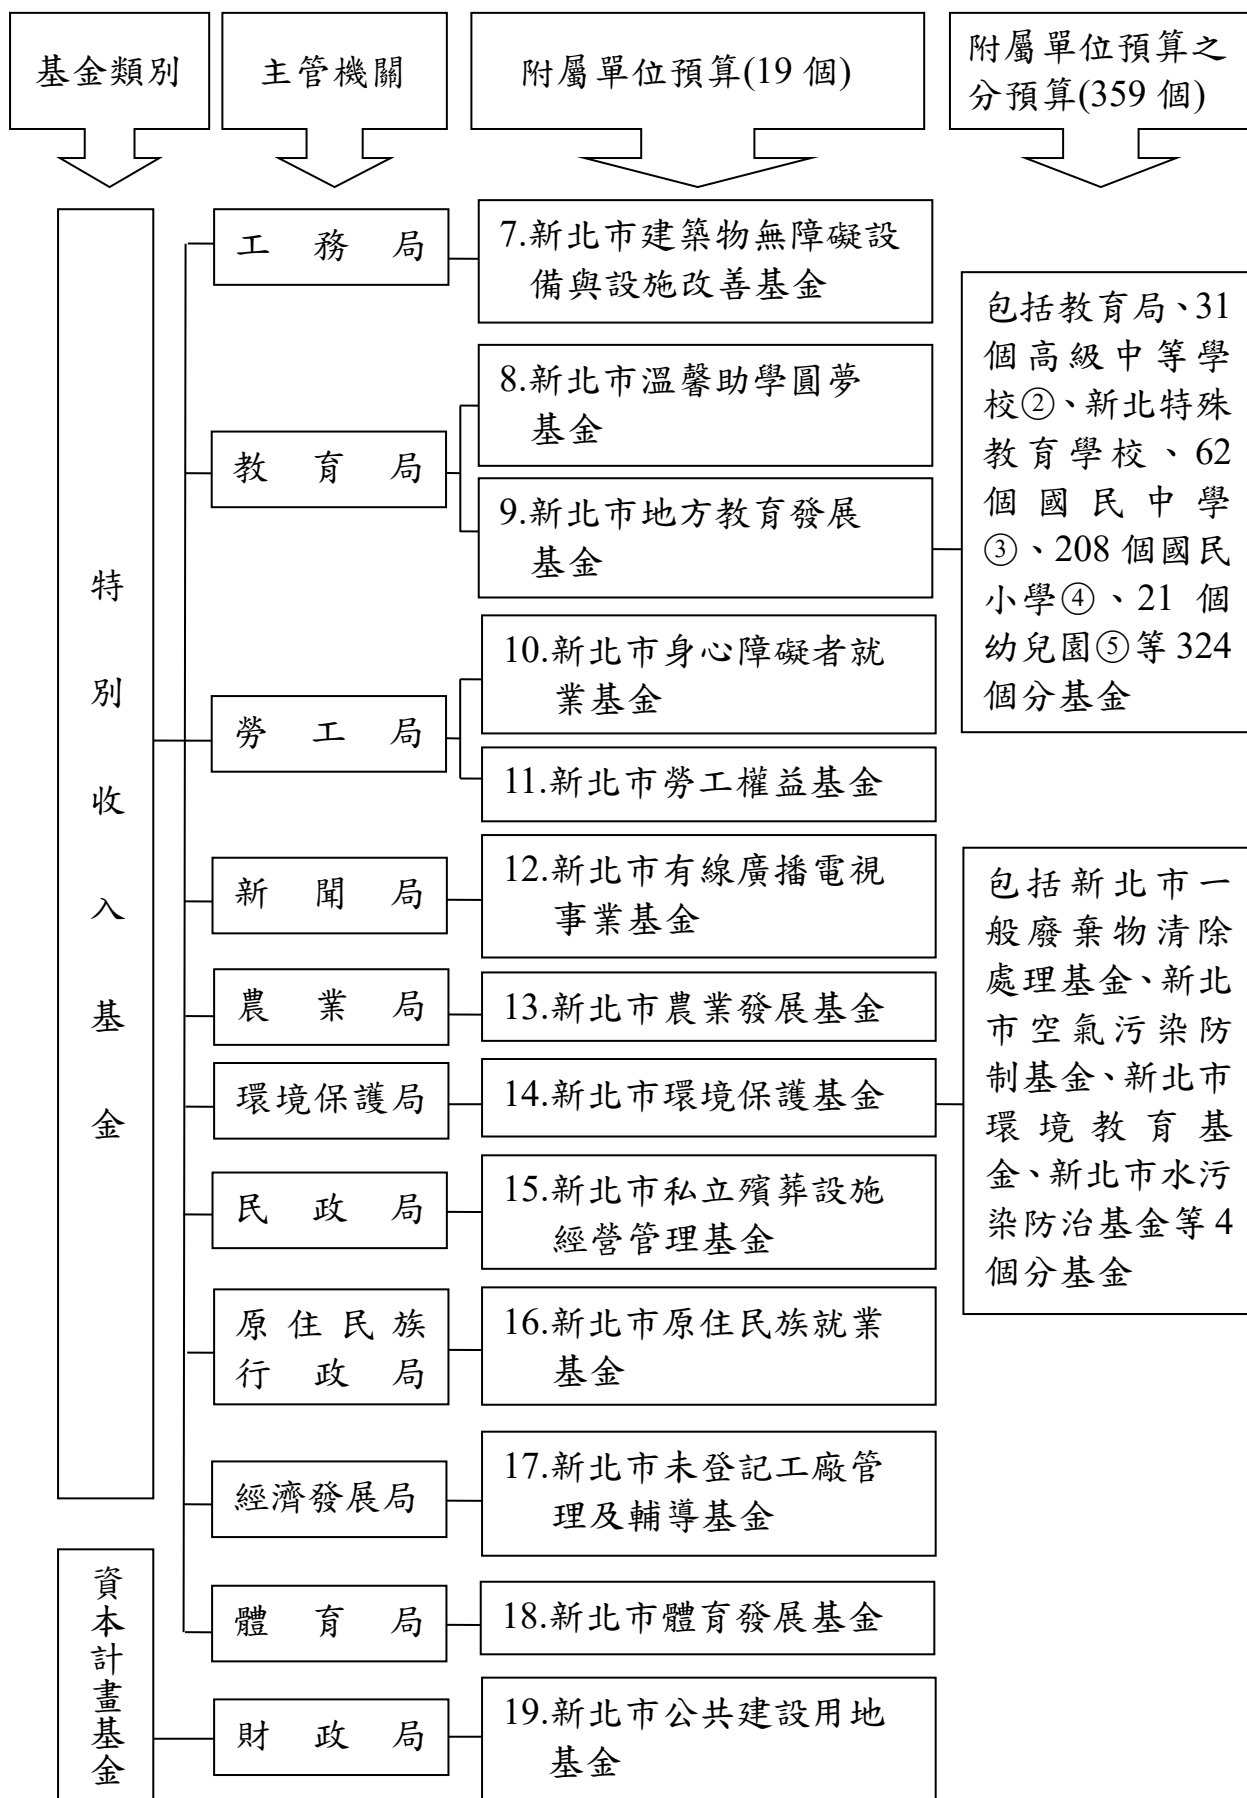 基金類別
主管機關
附屬單位預算(19 個)
附屬單位預算之
分預算(359 個)
特別收入基金
工務局
7.新北市建築物無障礙設
備與設施改善基金
教育局
8.新北市溫馨助學圓夢
基金
9.新北市地方教育發展
基金
包括教育局、31
個高級中等學
校②、新北特殊
教育學校、62
個國民中學
③、208 個國民
小學④、21 個
幼兒園⑤等 324
個分基金
勞工局
10.新北市身心障礙者就
業基金
11.新北市勞工權益基金
新聞局
12.新北市有線廣播電視
事業基金
農業局
13.新北市農業發展基金
環境保護局
14.新北市環境保護基金
包括新北市一
般廢棄物清除
處理基金、新北
市空氣污染防
制基金、新北市
環境教育基
金、新北市水污
染防治基金等 4
個分基金
民政局
15.新北市私立殯葬設施
經營管理基金
原住民族
行政局
16.新北市原住民族就業
基金
經濟發展局
17.新北市未登記工廠管
理及輔導基金
體育局
18.新北市體育發展基金
資本計畫基金
財政局
19.新北市公共建設用地
基金